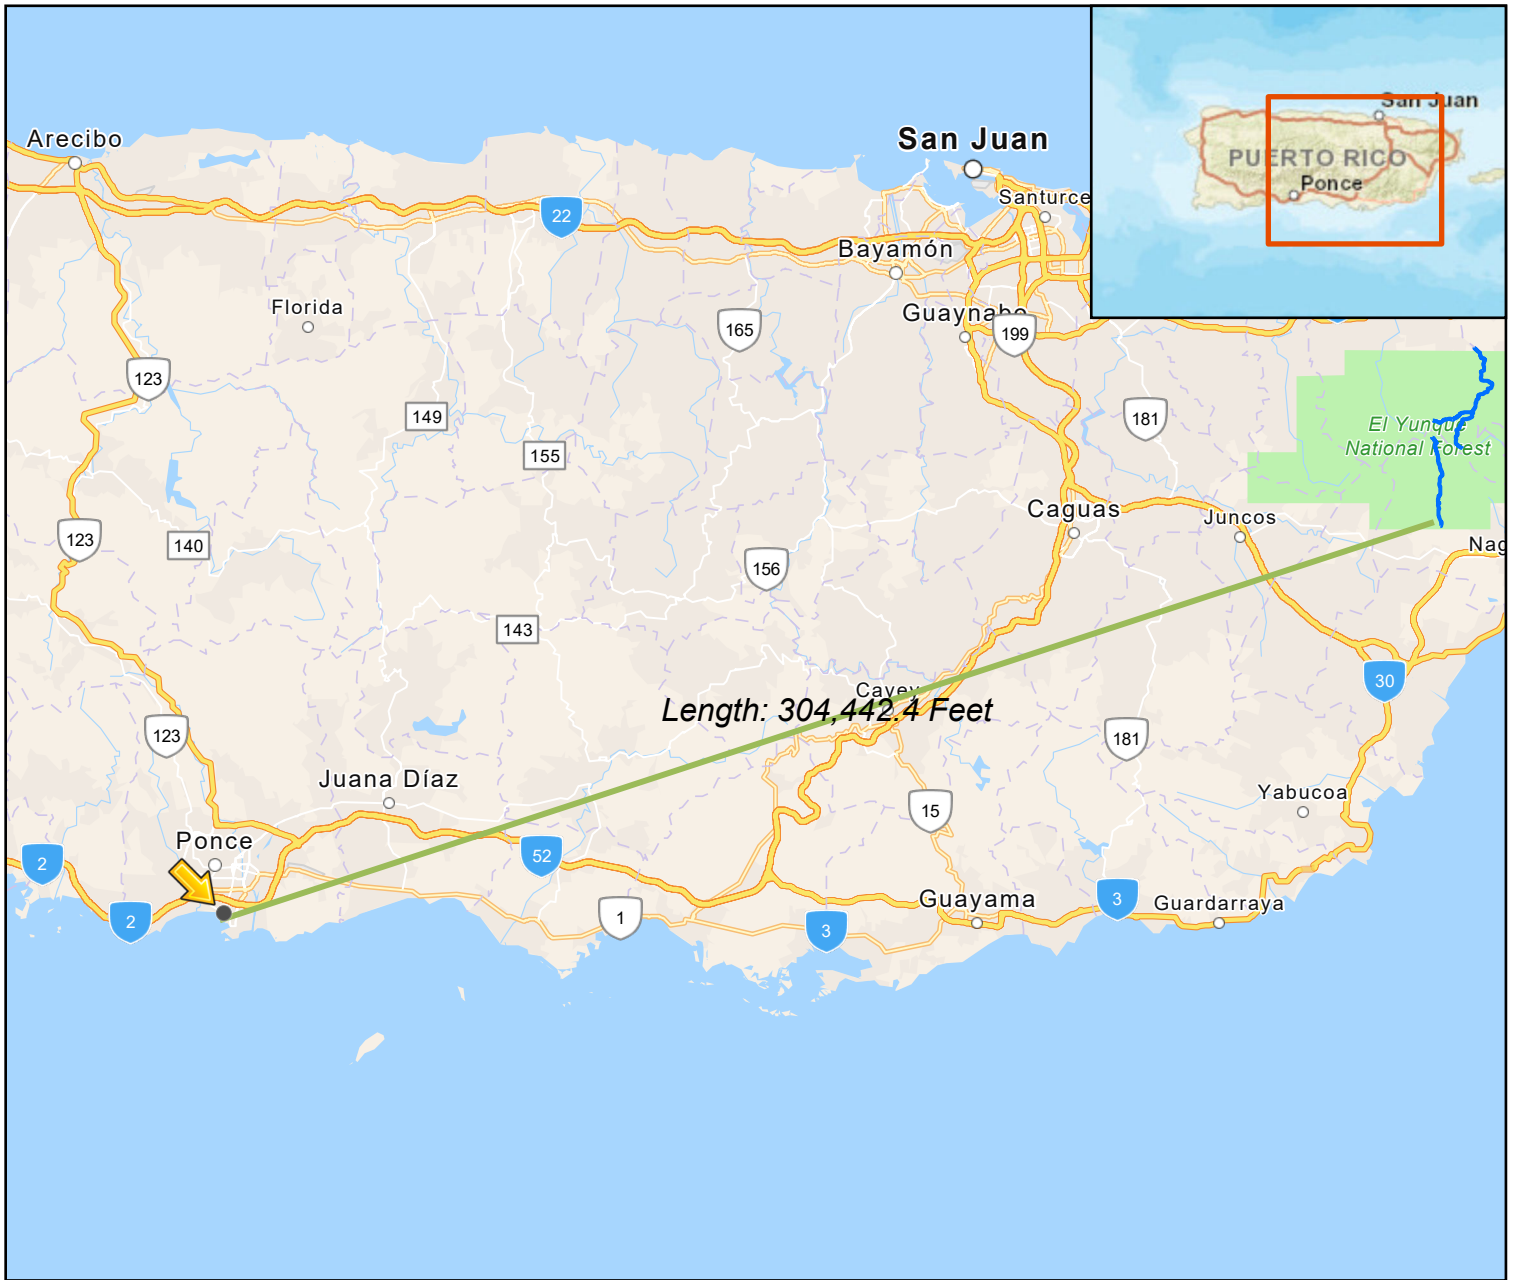 Arecibo
San Juan
San Juan
PUERTO RICO
Ponce
Santurce
22
Bayamón
Florida
165
Guaynabo
199
123
149
181
El Yunque
National Forest
155
Caguas
Juncos
123
140
156
Nag
143
Cayey
30
Length: 304,442.4 Feet
123
181
Juana Díaz
Yabucoa
15
Ponce
2
52
Guayama
3
Guardarraya
2
1
3